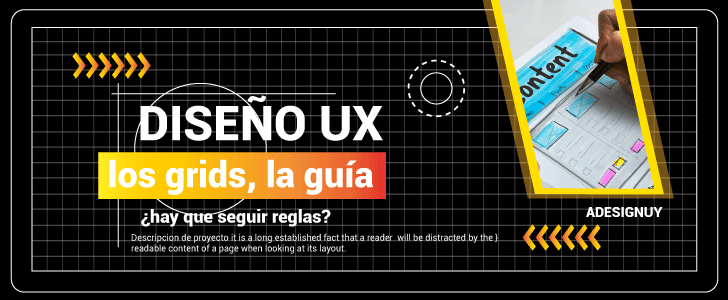 DISEÑO UX
los grids, la guía
¿hay que seguir reglas?
Descripcion de proyecto it is a long established fact that a reader will be distracted by the }
readable content of a page when looking at its layout.
Content
ADESIGNUY